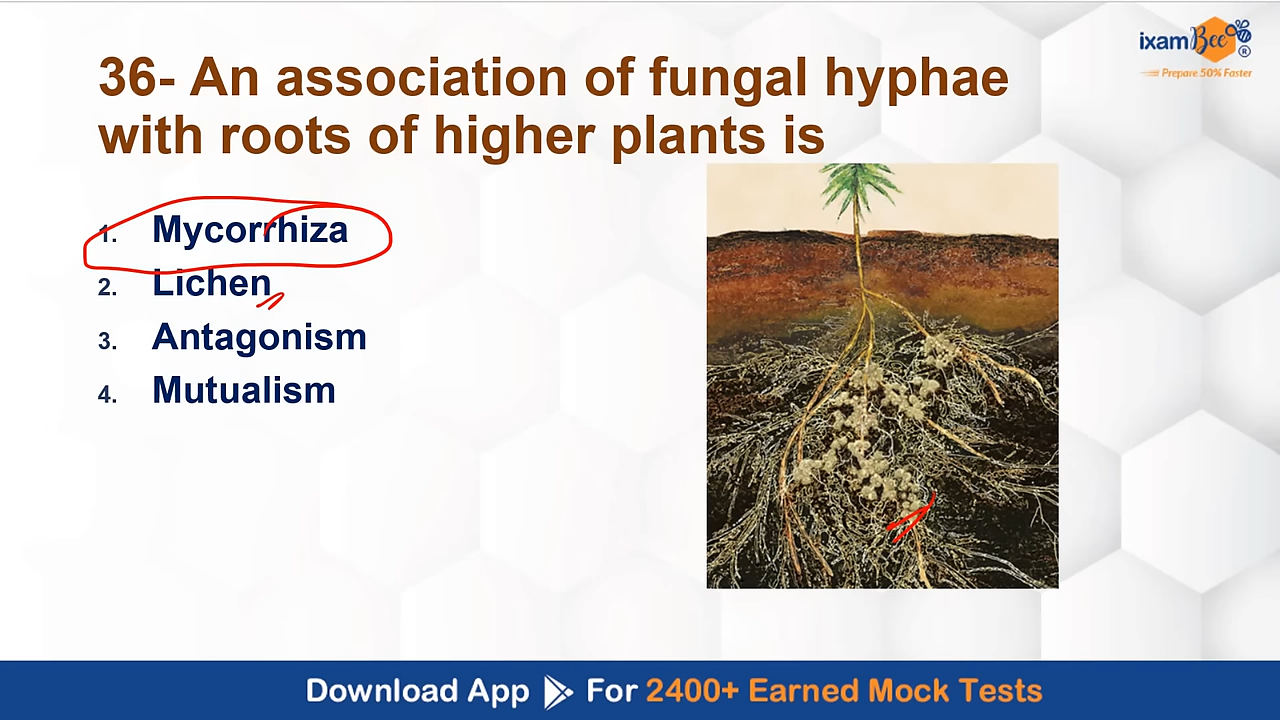 ixamBee®
Prepare 50% Faster
36- An association of fungal hyphae
with roots of higher plants is
1. Mycorrhiza
2. Lichen
3. Antagonism
4. Mutualism
Download App For 2400+ Earned Mock Tests